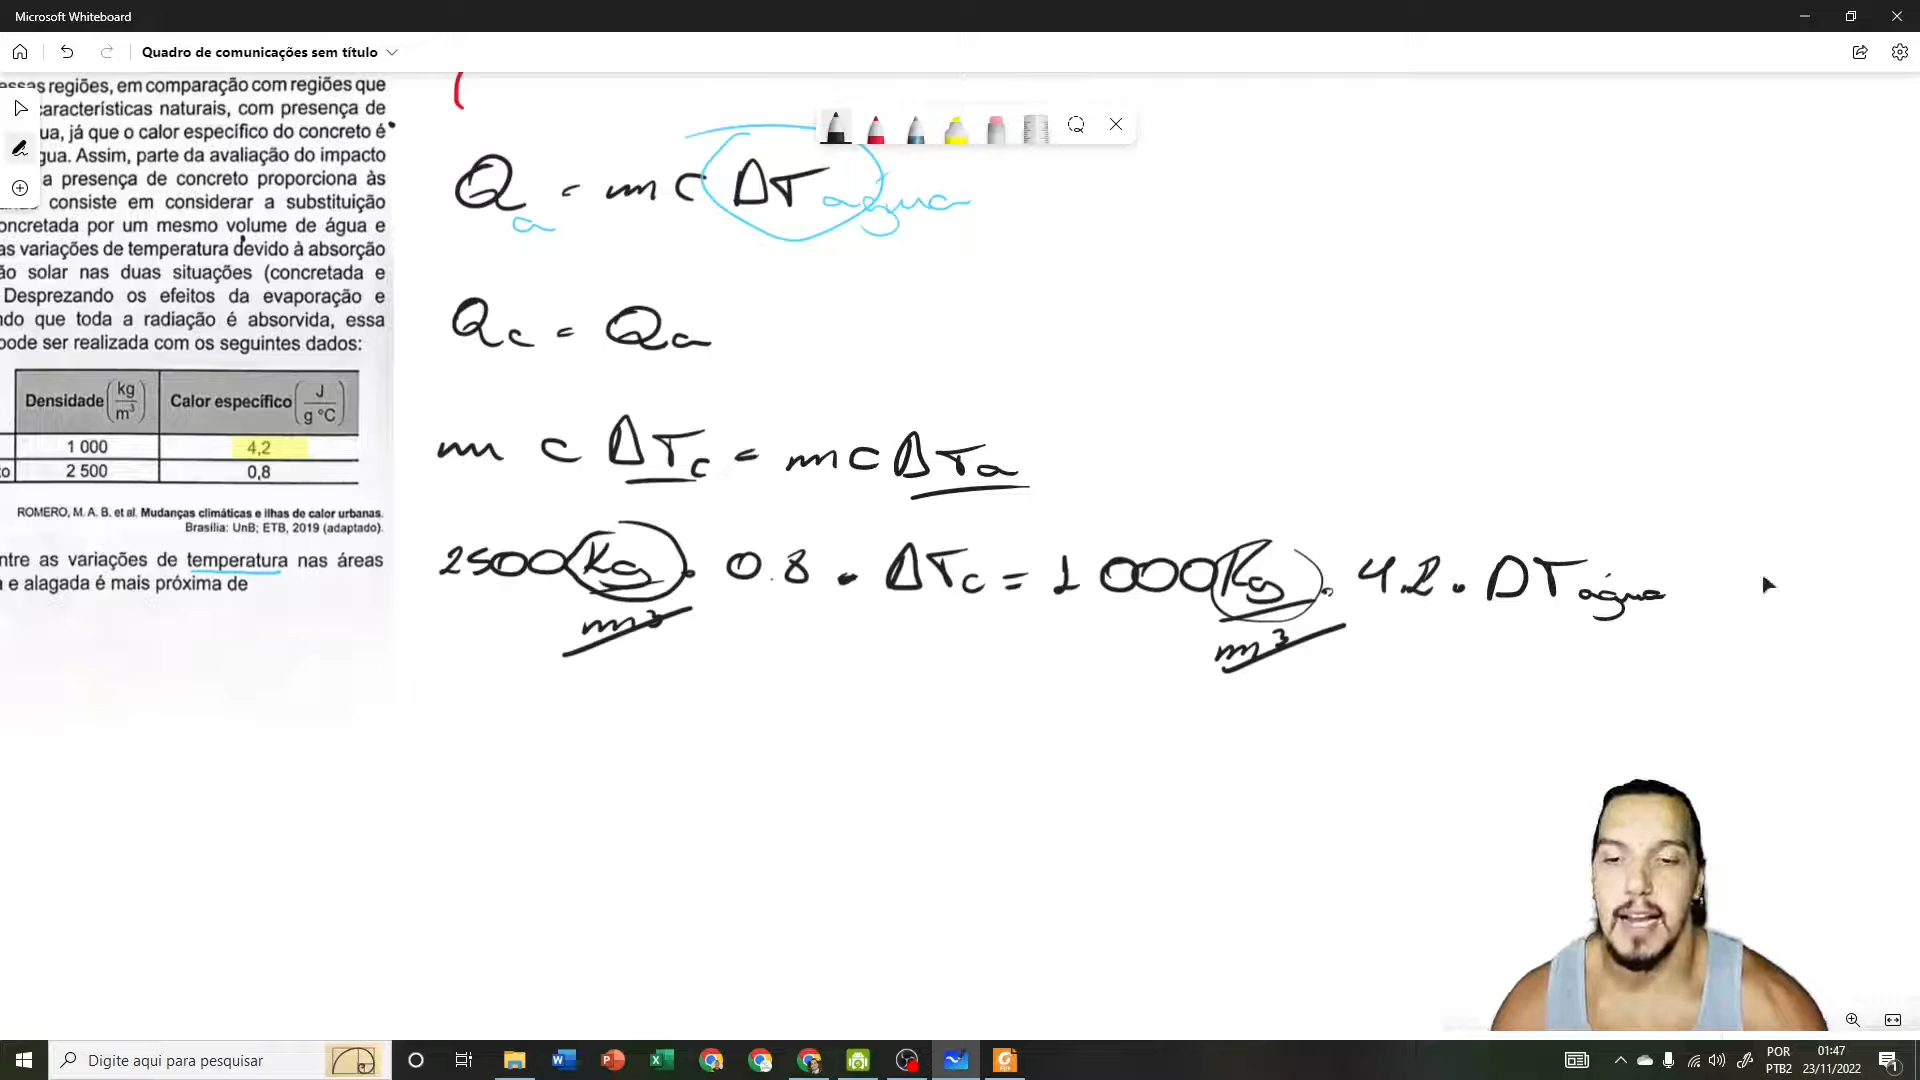 Microsoft Whiteboard
Quadro de comunicações sem título
essas regiões, em comparação com regiões que
características naturais, com presença de
ua, já que o calor específico do concreto é
gua. Assim, parte da avaliação do impacto
a presença de concreto proporciona às
consiste em considerar a substituição
oncretada por um mesmo volume de água e
as variações de temperatura devido à absorção
ão solar nas duas situações (concretada e
Desprezando os efeitos da evaporação e
ndo que toda a radiação é absorvida, essa
pode ser realizada com os seguintes dados:
Densidade (kg/m³) Calor específico (J/g °C)
1 000 4,2
to 2 500 0,8
ROMERO, M. A. B. et al. Mudanças climáticas e ilhas de calor urbanas.
Brasília: UnB; ETB, 2019 (adaptado).
ntre as variações de temperatura nas áreas
a e alagada é mais próxima de
Qa = m c ΔT água
Qc = Qa
m c ΔTc = m c ΔTa
2500 Kg/m³ . 0.8 . ΔTc = 1 000 Kg/m³ . 4.2 . ΔT água
Digite aqui para pesquisar
POR
PTB2
01:47
23/11/2022
1